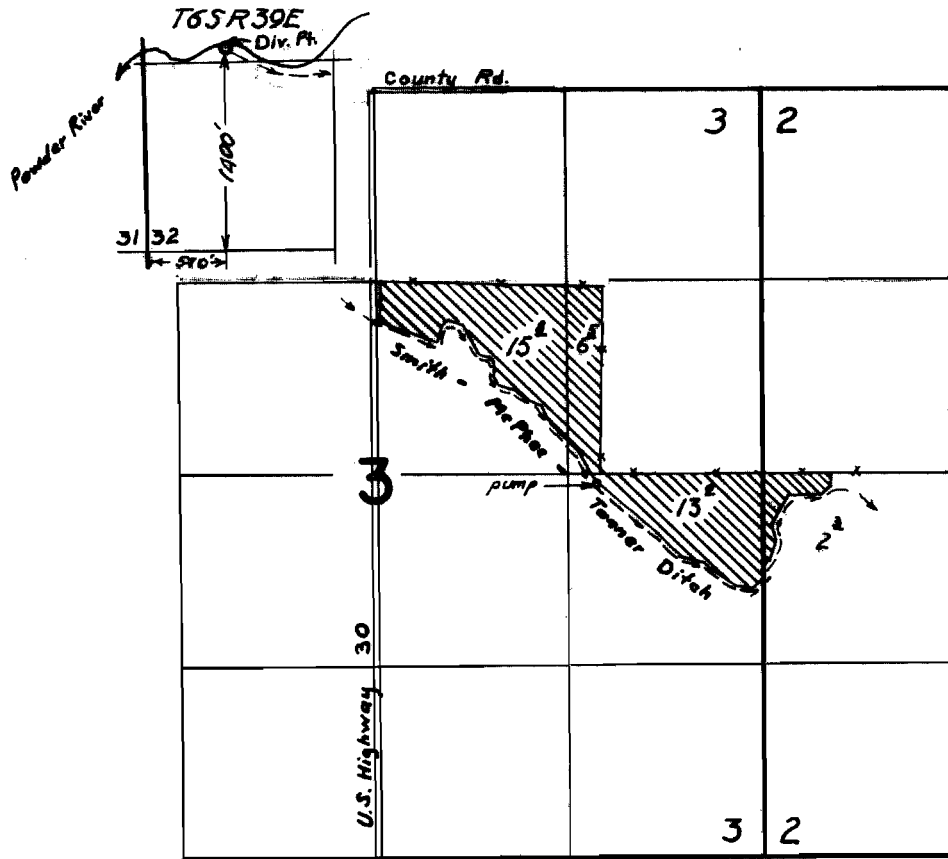 T6S R39E
Div. Pt.
Powder River
1400'
31 32
County Rd.
3 2
15
6
Smith - McPhee - Tanner Ditch
3
pump
13
2
U.S. Highway 30
3 2